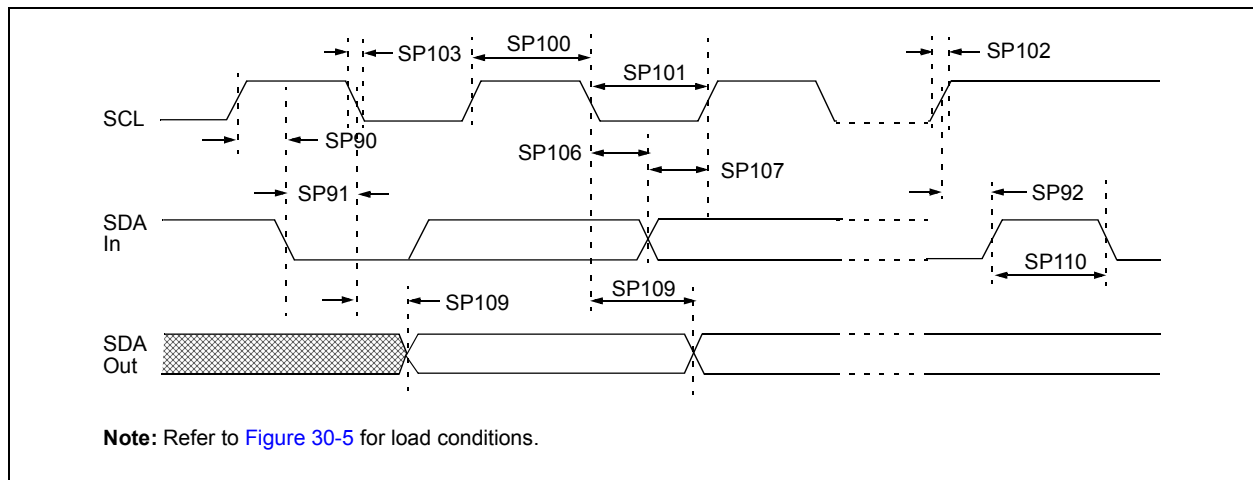 SP103
SP100
SP101
SP102
SCL
SP90
SP106
SP107
SP91
SP92
SDA
In
SP110
SP109
SP109
SDA
Out
Note: Refer to Figure 30-5 for load conditions.